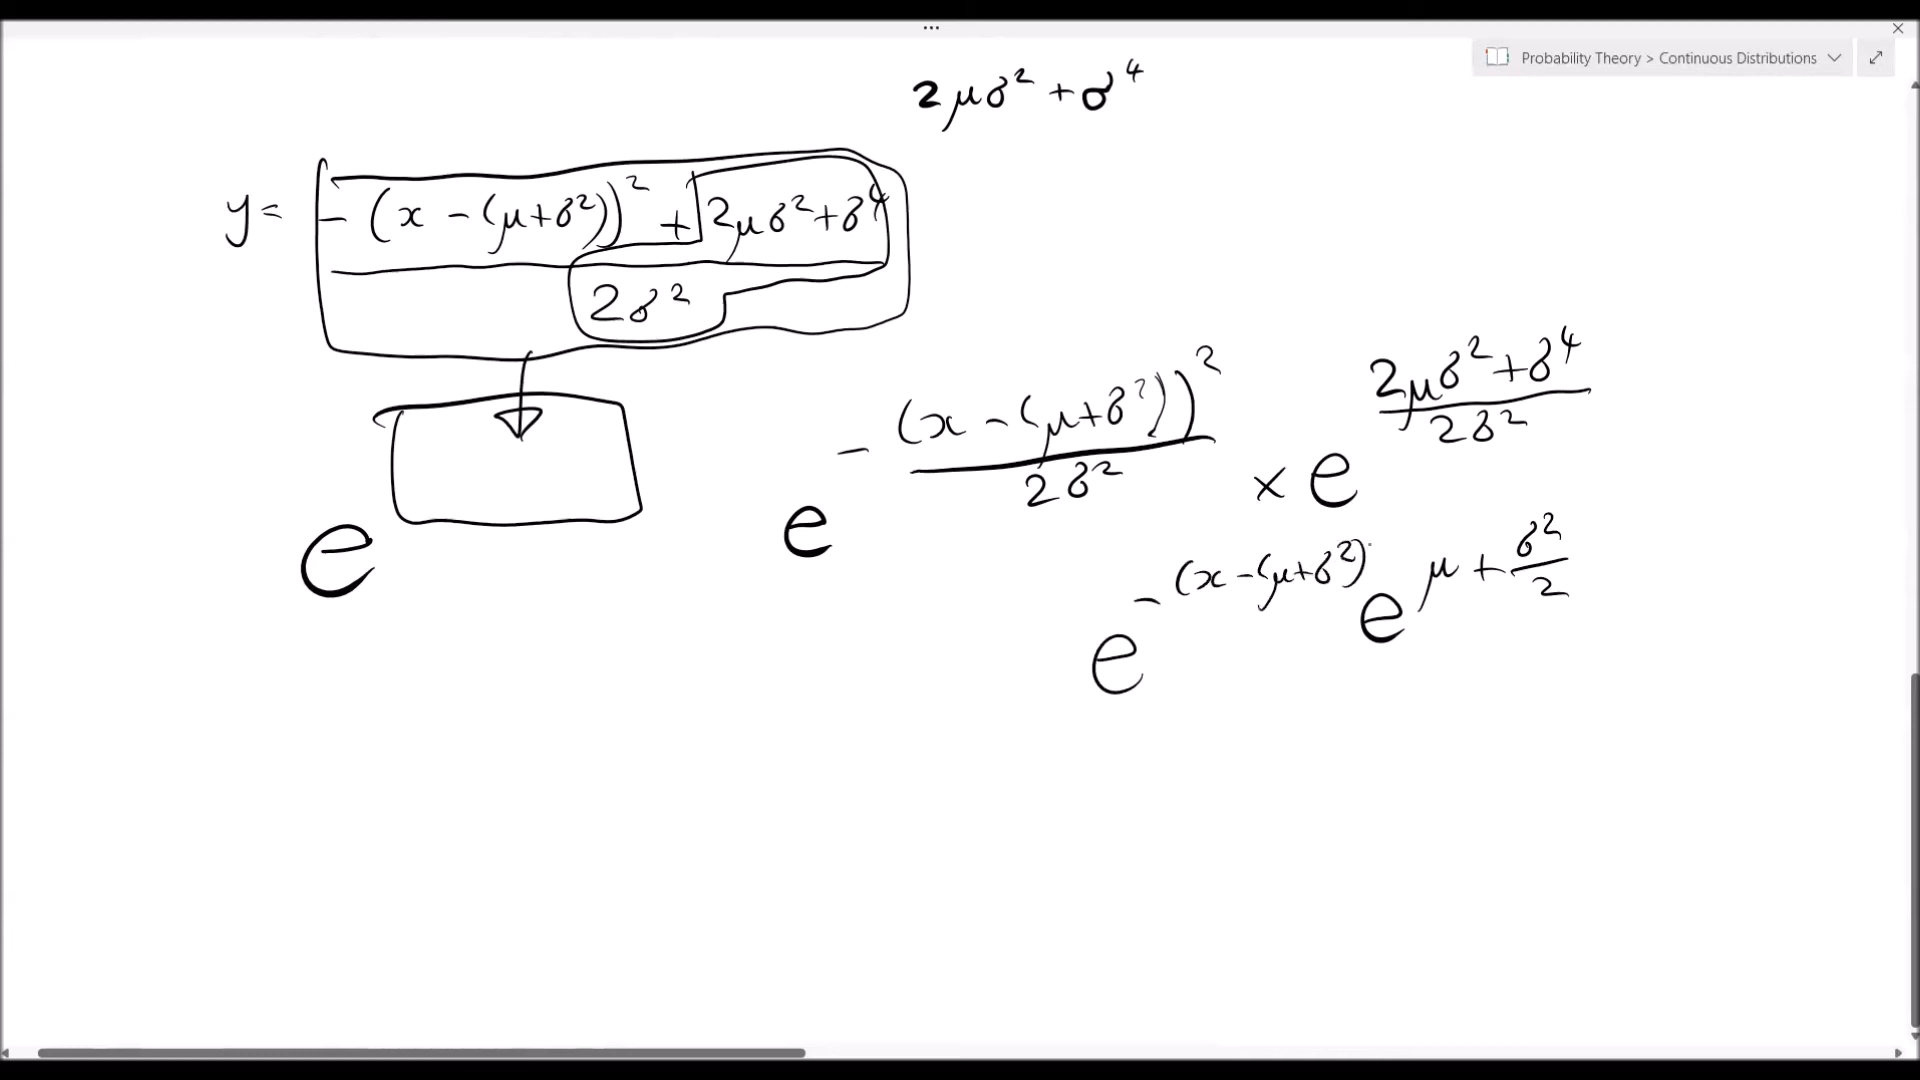 Probability Theory > Continuous Distributions
2μσ² + σ⁴
y = -(x - (μ+σ²))² + 2μσ² + σ⁴
2σ²
e
e^{-(x - (μ+σ²))² / 2σ²} × e^{(2μσ² + σ⁴) / 2σ²}
e^{-(x - (μ+σ²)} e^{μ + σ²/2}